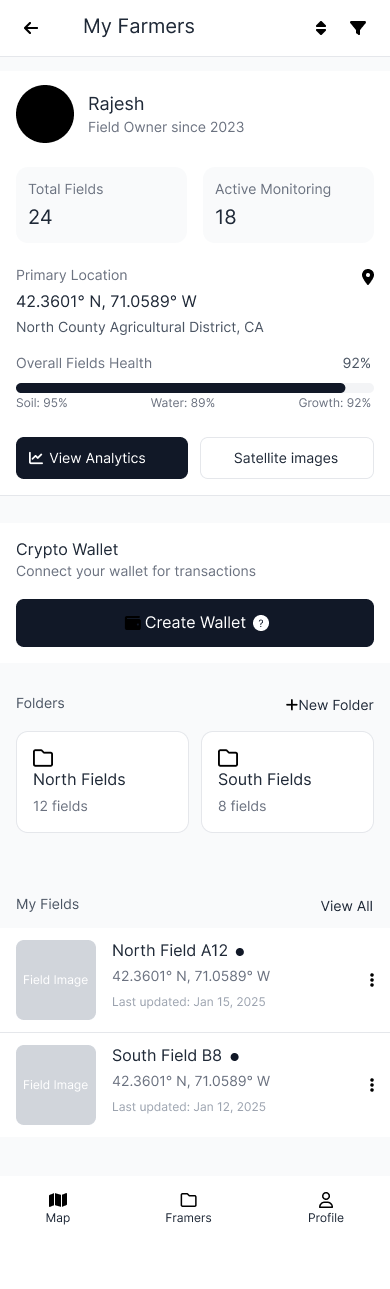 My Farmers
Rajesh
Field Owner since 2023
Total Fields
24
Active Monitoring
18
Primary Location
42.3601° N, 71.0589° W
North County Agricultural District, CA
Overall Fields Health 92%
Soil: 95% Water: 89% Growth: 92%
View Analytics
Satellite images
Crypto Wallet
Connect your wallet for transactions
Create Wallet ?
Folders
+New Folder
North Fields
12 fields
South Fields
8 fields
My Fields
View All
Field Image
North Field A12
42.3601° N, 71.0589° W
Last updated: Jan 15, 2025
Field Image
South Field B8
42.3601° N, 71.0589° W
Last updated: Jan 12, 2025
Map
Framers
Profile